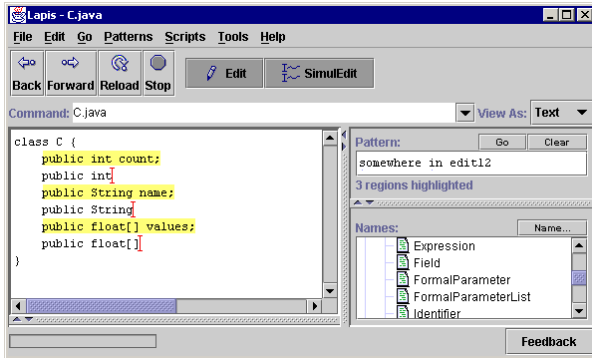 Lapis - C.java
File Edit Go Patterns Scripts Tools Help
Back Forward Reload Stop Edit SimulEdit
Command: C.java View As: Text
class C {
public int count;
public int
public String name;
public String
public float[] values;
public float[]
}
Pattern: Go Clear
somewhere in edit12
3 regions highlighted
Names: Name...
Expression
Field
FormalParameter
FormalParameterList
Identifier
Feedback